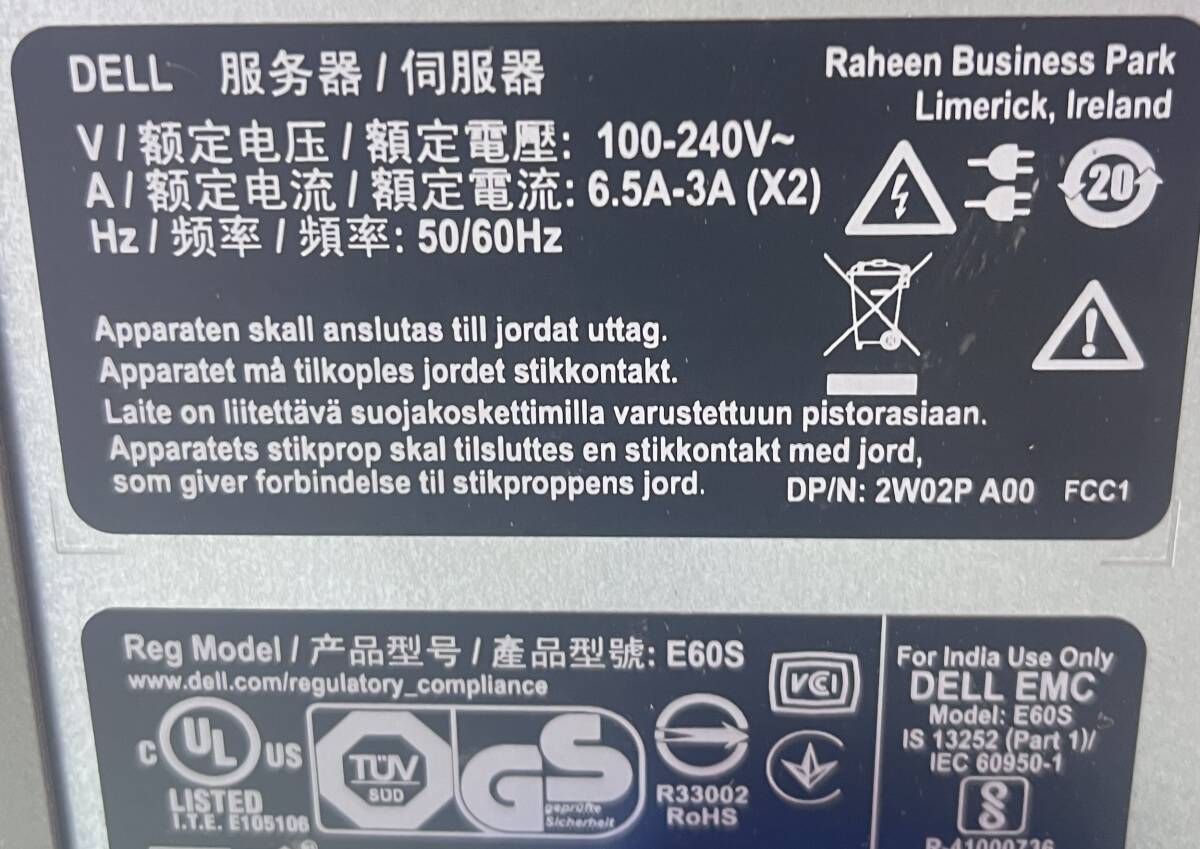 DELL 服务器 / 伺服器
Raheen Business Park
Limerick, Ireland
V / 额定电压 / 額定電壓: 100-240V~
A / 额定电流 / 額定電流: 6.5A-3A (X2)
Hz / 频率 / 頻率: 50/60Hz
20
Apparaten skall anslutas till jordat uttag.
Apparatet må tilkoples jordet stikkontakt.
Laite on liitettävä suojakoskettimilla varustettuun pistorasiaan.
Apparatets stikprop skal tilsluttes en stikkontakt med jord,
som giver forbindelse til stikproppens jord.
DP/N: 2W02P A00 FCC1
Reg Model / 产品型号 / 產品型號: E60S
www.dell.com/regulatory_compliance
C UL US
LISTED
I.T.E. E105106
TÜV
SÜD
GS
geprüfte
Sicherheit
R33002
RoHS
VCI
For India Use Only
DELL EMC
Model: E60S
IS 13252 (Part 1)/
IEC 60950-1
R-41000736